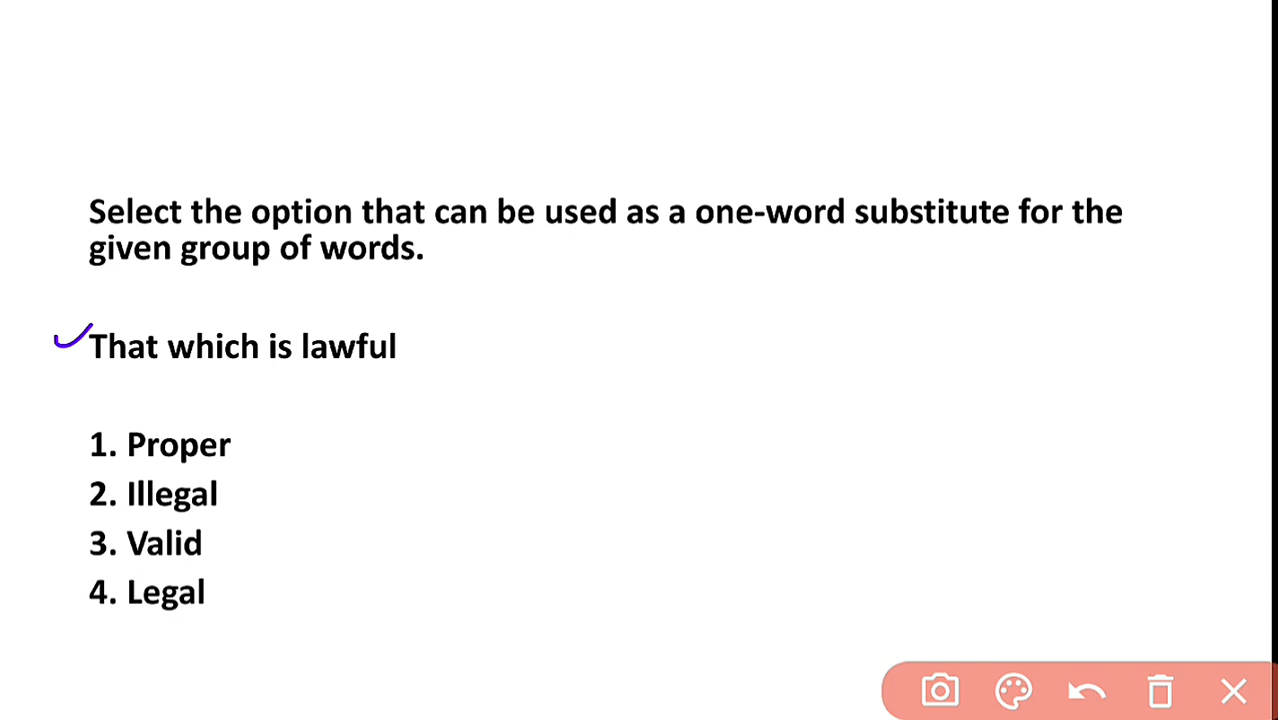 Select the option that can be used as a one-word substitute for the
given group of words.
That which is lawful
1. Proper
2. Illegal
3. Valid
4. Legal